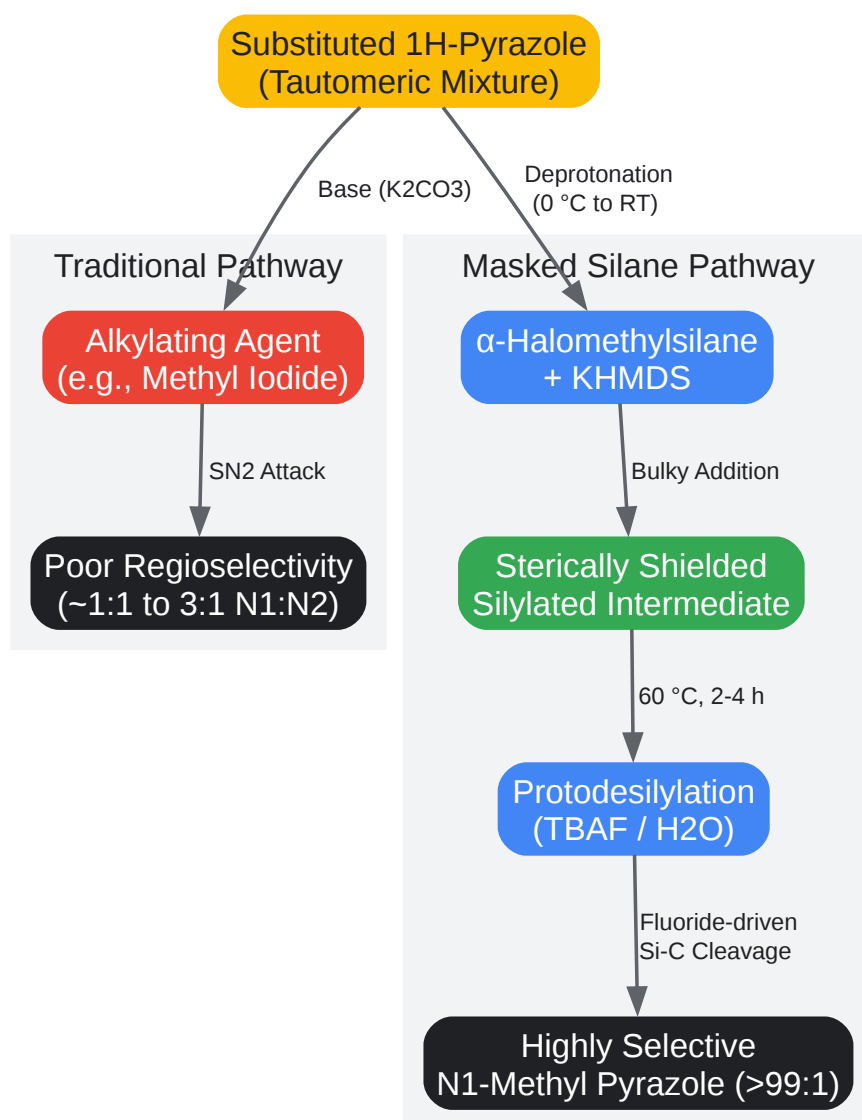 Substituted 1H-Pyrazole
(Tautomeric Mixture)
Base (K2CO3)
Deprotonation
(0 °C to RT)
Traditional Pathway
Masked Silane Pathway
Alkylating Agent
(e.g., Methyl Iodide)
α-Halomethylsilane
+ KHMDS
SN2 Attack
Bulky Addition
Poor Regioselectivity
(~1:1 to 3:1 N1:N2)
Sterically Shielded
Silylated Intermediate
60 °C, 2-4 h
Protodesilylation
(TBAF / H2O)
Fluoride-driven
Si-C Cleavage
Highly Selective
N1-Methyl Pyrazole (>99:1)